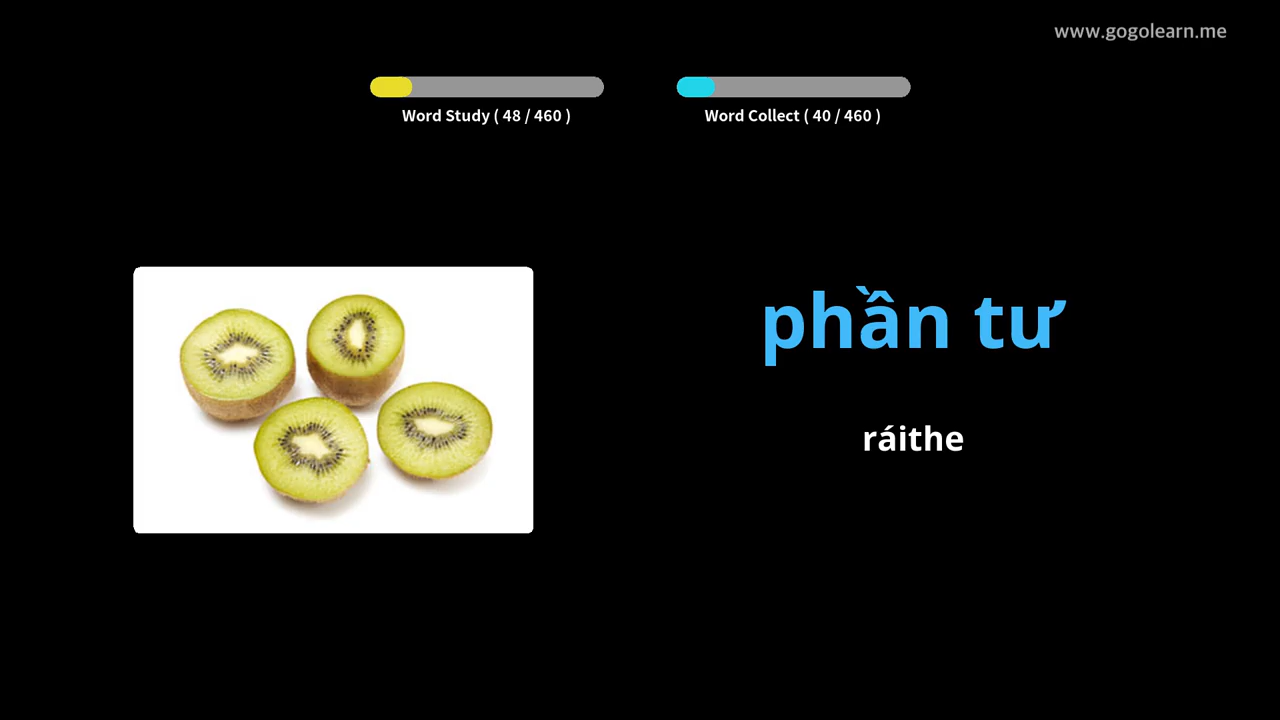 www.gogolearn.me
Word Study ( 48 / 460 )
Word Collect ( 40 / 460 )
phần tư
ráithe